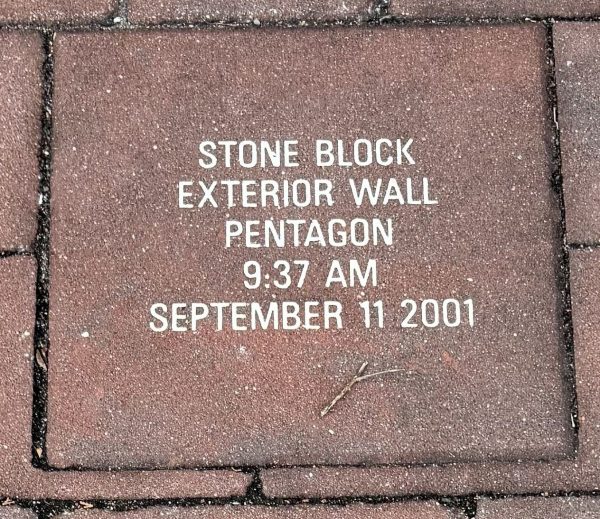 STONE BLOCK
EXTERIOR WALL
PENTAGON
9:37 AM
SEPTEMBER 11 2001